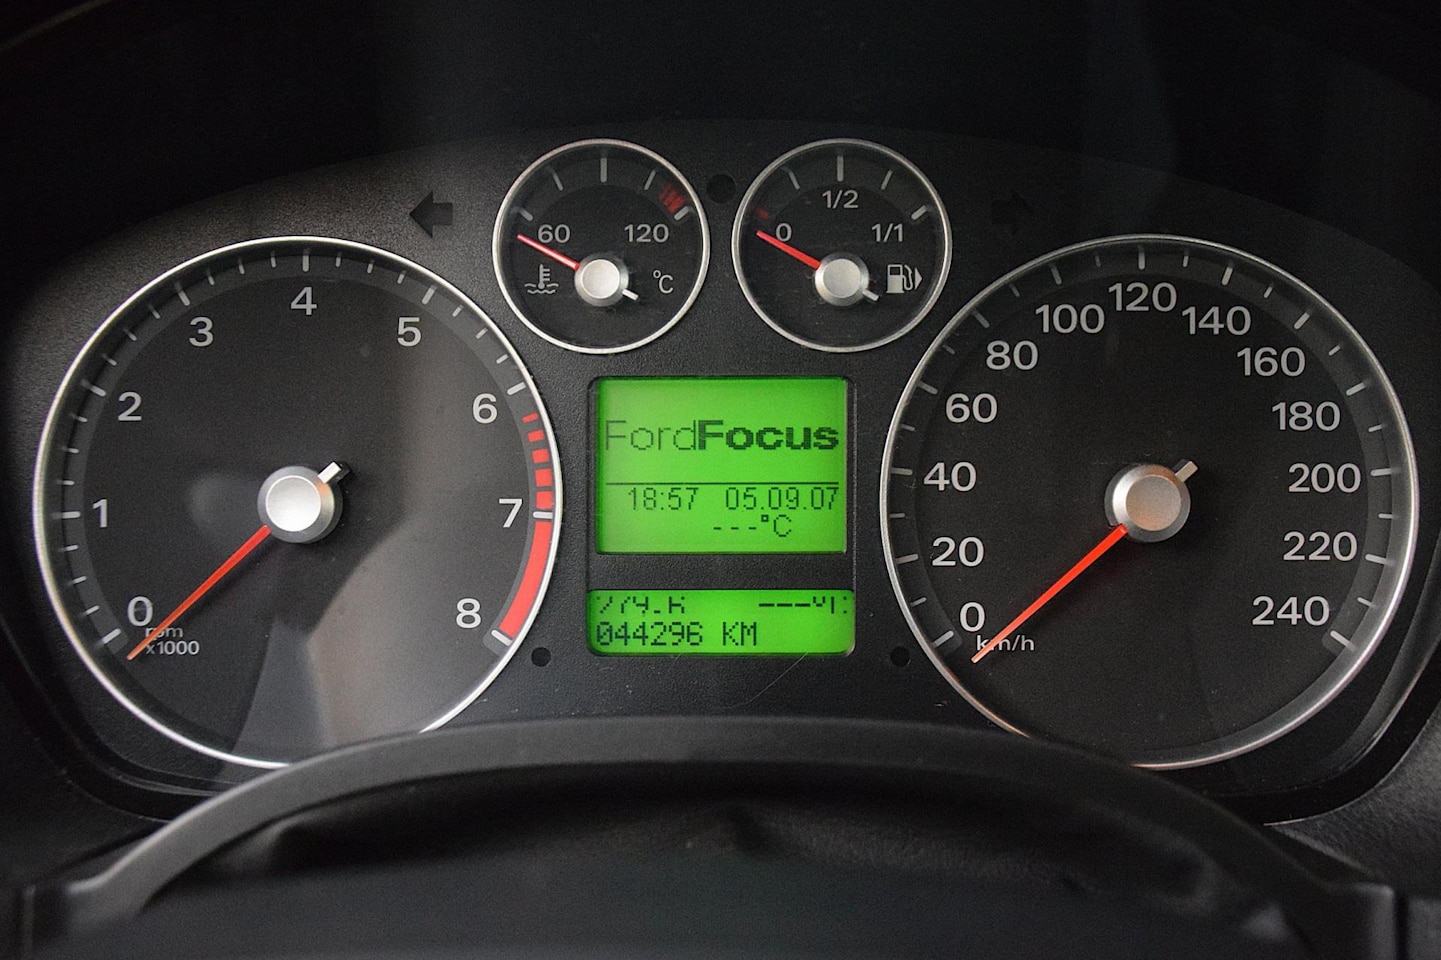 60 120
°C
0 1/2 1/1
0 1 2 3 4 5 6 7 8
rpm
x1000
FordFocus
18:57 05.09.07
---°C
044296 KM
0 20 40 60 80 100 120 140 160 180 200 220 240
km/h